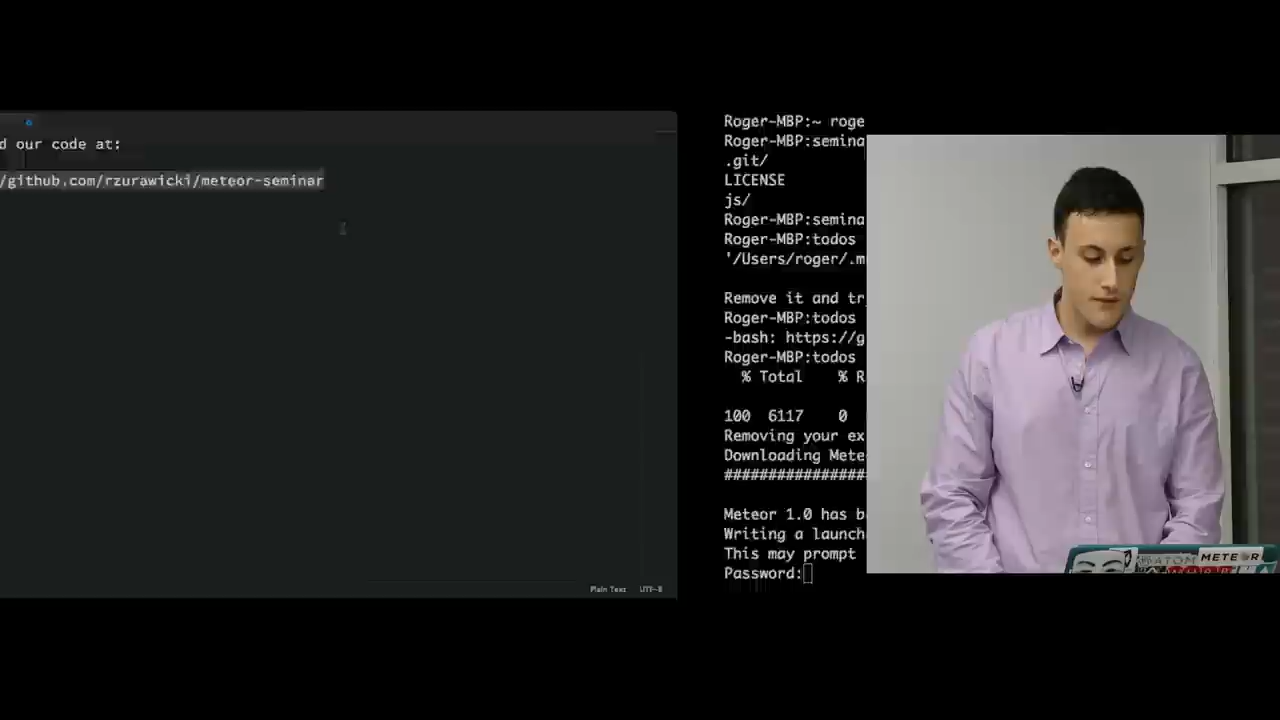 d our code at:
/github.com/rzurawicki/meteor-seminar
Plain Text UTF-8
Roger-MBP:~ roge
Roger-MBP:semina
.git/
LICENSE
js/
Roger-MBP:semina
Roger-MBP:todos
'/Users/roger/.m
Remove it and tr
Roger-MBP:todos
-bash: https://g
Roger-MBP:todos
% Total % R
100 6117 0
Removing your ex
Downloading Mete
##################
Meteor 1.0 has b
Writing a launch
This may prompt
Password:
ATOM
METEOR